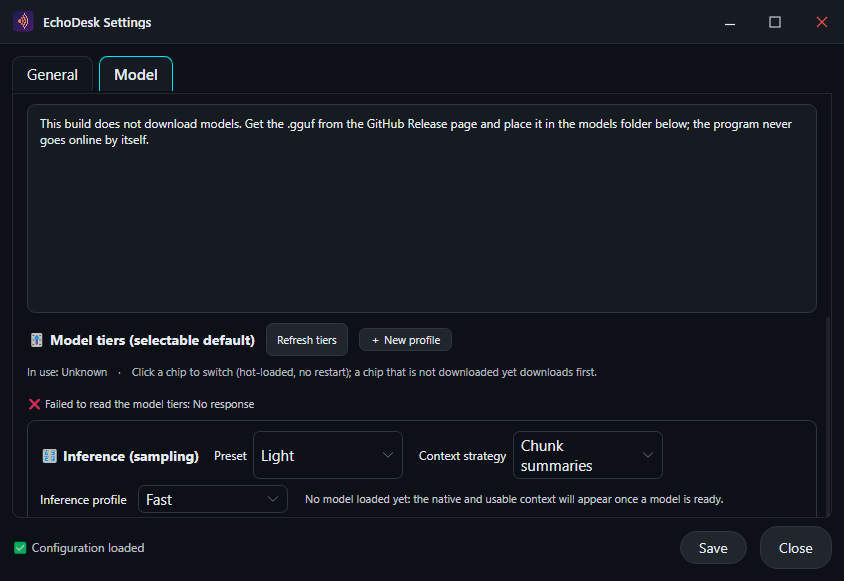 EchoDesk Settings
General
Model
This build does not download models. Get the .gguf from the GitHub Release page and place it in the models folder below; the program never
goes online by itself.
Model tiers (selectable default)
Refresh tiers
+ New profile
In use: Unknown · Click a chip to switch (hot-loaded, no restart); a chip that is not downloaded yet downloads first.
Failed to read the model tiers: No response
Inference (sampling)
Preset
Light
Context strategy
Chunk
summaries
Inference profile
Fast
No model loaded yet: the native and usable context will appear once a model is ready.
Configuration loaded
Save
Close